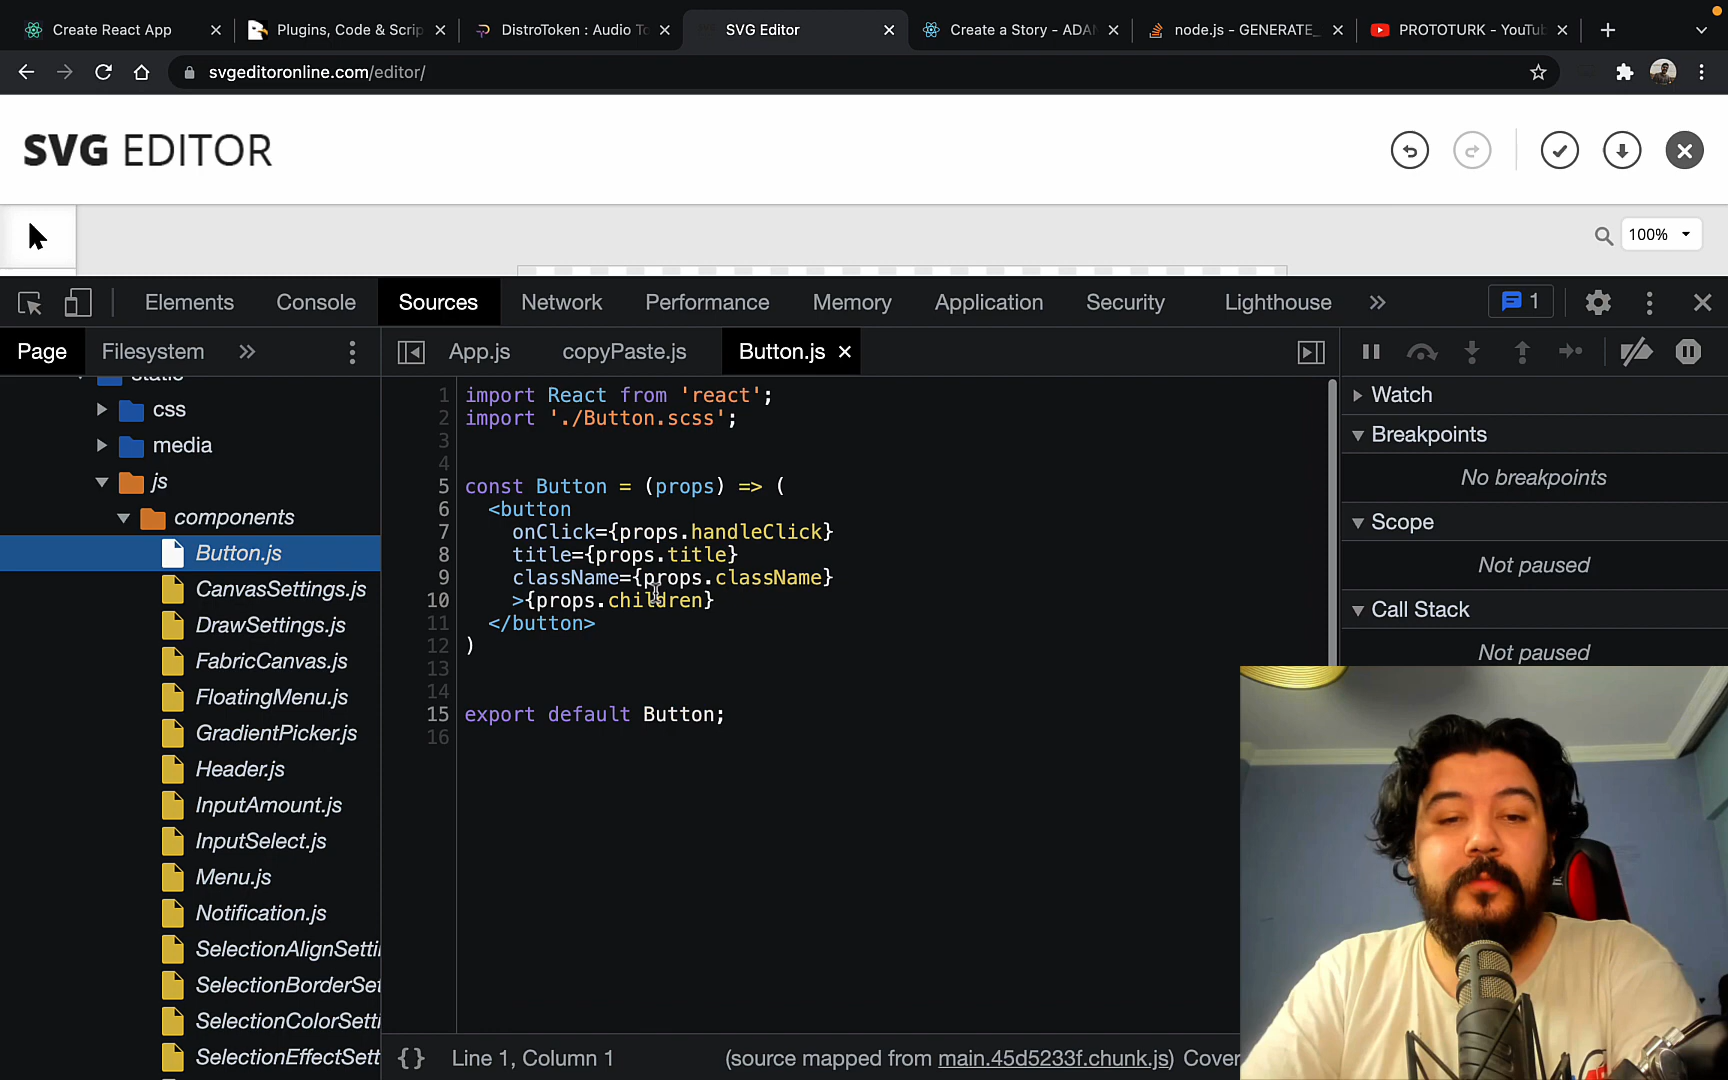 Create React App
Plugins, Code & Scrip
DistroToken : Audio To
SVG Editor
Create a Story - ADAM
node.js - GENERATE_
PROTOTURK - YouTub
svgeditoronline.com/editor/
SVG EDITOR
100%
Elements
Console
Sources
Network
Performance
Memory
Application
Security
Lighthouse
1
Page
Filesystem
App.js
copyPaste.js
Button.js
static
css
media
js
components
Button.js
CanvasSettings.js
DrawSettings.js
FabricCanvas.js
FloatingMenu.js
GradientPicker.js
Header.js
InputAmount.js
InputSelect.js
Menu.js
Notification.js
SelectionAlignSetti
SelectionBorderSet
SelectionColorSetti
SelectionEffectSett
1 import React from 'react';
2 import './Button.scss';
3
4
5 const Button = (props) => (
6 <button
7 onClick={props.handleClick}
8 title={props.title}
9 className={props.className}
10 >{props.children}
11 </button>
12 )
13
14
15 export default Button;
16
Watch
Breakpoints
No breakpoints
Scope
Not paused
Call Stack
Not paused
{} Line 1, Column 1
(source mapped from main.45d5233f.chunk.js) Cover